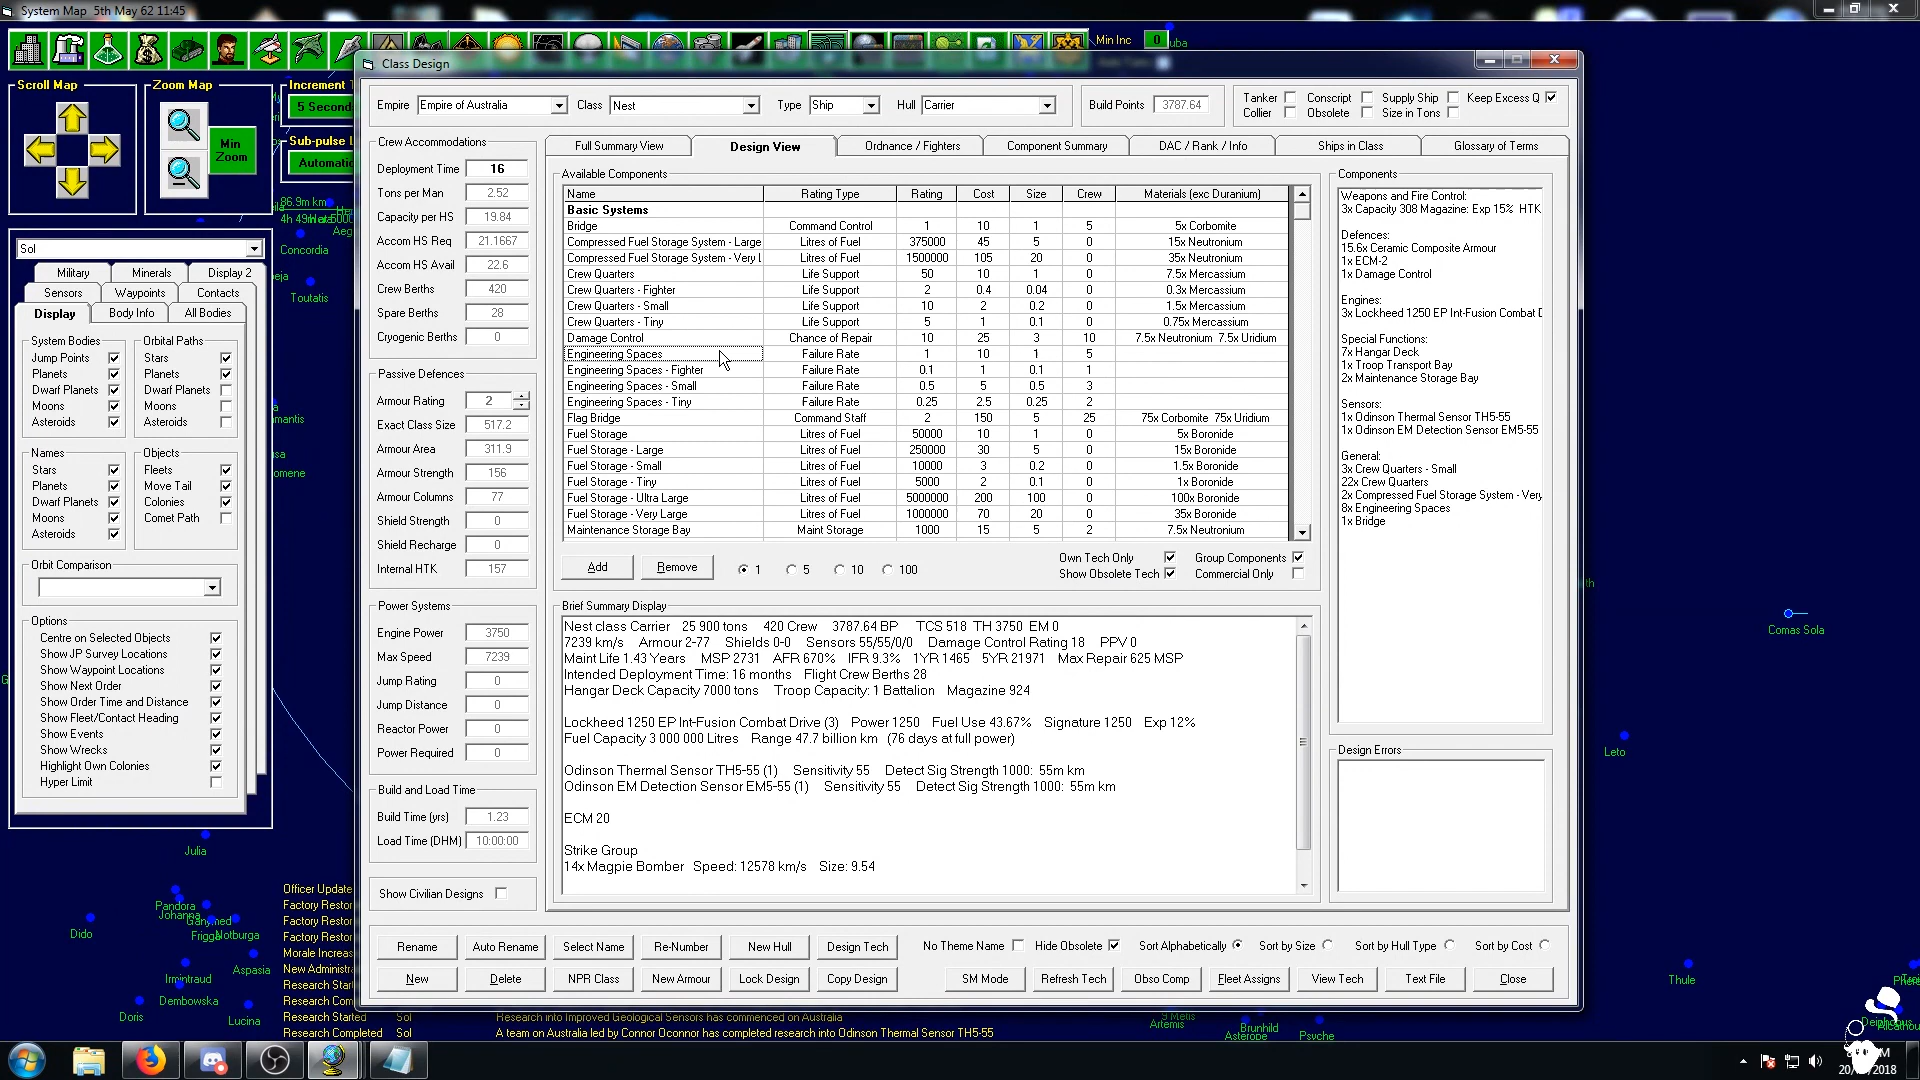 System Map   5th May 62 11:45
Min Inc 0
Scroll Map
Zoom Map
Min Zoom
Sol
Military Minerals Display 2
Sensors Waypoints Contacts
Display Body Info All Bodies
System Bodies
Jump Points
Planets
Dwarf Planets
Moons
Asteroids
Orbital Paths
Stars
Planets
Dwarf Planets
Moons
Asteroids
Names
Stars
Planets
Dwarf Planets
Moons
Asteroids
Objects
Fleets
Move Tail
Colonies
Comet Path
Orbit Comparison
Options
Centre on Selected Objects
Show JP Survey Locations
Show Waypoint Locations
Show Next Order
Show Order Time and Distance
Show Fleet/Contact Heading
Show Events
Show Wrecks
Highlight Own Colonies
Hyper Limit
Concordia
Toutatis
Julia
Pandora
Johanna
Dido
Irmintraud
Aspasia
Dembowska
Doris
Lucina
Comas Sola
Leto
Thule
Artemis
Brunhild
Asterope
Psyche
Class Design
Empire Empire of Australia Class Nest Type Ship Hull Carrier
Build Points 3787.64
Tanker Conscript Supply Ship Keep Excess Q
Collier Obsolete Size in Tons
Crew Accommodations
Deployment Time 16
Tons per Man 2.52
Capacity per HS 19.84
Accom HS Req 21.1667
Accom HS Avail 22.6
Crew Berths 420
Spare Berths 28
Cryogenic Berths 0
Passive Defences
Armour Rating 2
Exact Class Size 517.2
Armour Area 311.9
Armour Strength 156
Armour Columns 77
Shield Strength 0
Shield Recharge 0
Internal HTK 157
Power Systems
Engine Power 3750
Max Speed 7239
Jump Rating 0
Jump Distance 0
Reactor Power 0
Power Required 0
Build and Load Time
Build Time (yrs) 1.23
Load Time (DHM) 10:00:00
Show Civilian Designs
Full Summary View Design View Ordnance / Fighters Component Summary DAC / Rank / Info Ships in Class Glossary of Terms
Available Components
Name Rating Type Rating Cost Size Crew Materials (exc Duranium)
Basic Systems
Bridge Command Control 1 10 1 5 5x Corbomite
Compressed Fuel Storage System - Large Litres of Fuel 375000 45 5 0 15x Neutronium
Compressed Fuel Storage System - Very L Litres of Fuel 1500000 105 20 0 35x Neutronium
Crew Quarters Life Support 50 10 1 0 7.5x Mercassium
Crew Quarters - Fighter Life Support 2 0.4 0.04 0 0.3x Mercassium
Crew Quarters - Small Life Support 10 2 0.2 0 1.5x Mercassium
Crew Quarters - Tiny Life Support 5 1 0.1 0 0.75x Mercassium
Damage Control Chance of Repair 10 25 3 10 7.5x Neutronium 7.5x Uridium
Engineering Spaces Failure Rate 1 10 1 5
Engineering Spaces - Fighter Failure Rate 0.1 1 0.1 1
Engineering Spaces - Small Failure Rate 0.5 5 0.5 3
Engineering Spaces - Tiny Failure Rate 0.25 2.5 0.25 2
Flag Bridge Command Staff 2 150 5 25 75x Corbomite 75x Uridium
Fuel Storage Litres of Fuel 50000 10 1 0 5x Boronide
Fuel Storage - Large Litres of Fuel 250000 30 5 0 15x Boronide
Fuel Storage - Small Litres of Fuel 10000 3 0.2 0 1.5x Boronide
Fuel Storage - Tiny Litres of Fuel 5000 2 0.1 0 1x Boronide
Fuel Storage - Ultra Large Litres of Fuel 5000000 200 100 0 100x Boronide
Fuel Storage - Very Large Litres of Fuel 1000000 70 20 0 35x Boronide
Maintenance Storage Bay Maint Storage 1000 15 5 2 7.5x Neutronium
Add Remove 1 5 10 100
Own Tech Only Group Components
Show Obsolete Tech Commercial Only
Brief Summary Display
Nest class Carrier 25 900 tons 420 Crew 3787.64 BP TCS 518 TH 3750 EM 0
7239 km/s Armour 2-77 Shields 0-0 Sensors 55/55/0/0 Damage Control Rating 18 PPV 0
Maint Life 1.43 Years MSP 2731 AFR 670% IFR 9.3% 1YR 1465 5YR 21971 Max Repair 625 MSP
Intended Deployment Time: 16 months Flight Crew Berths 28
Hangar Deck Capacity 7000 tons Troop Capacity: 1 Battalion Magazine 924
Lockheed 1250 EP Int-Fusion Combat Drive (3) Power 1250 Fuel Use 43.67% Signature 1250 Exp 12%
Fuel Capacity 3 000 000 Litres Range 47.7 billion km (76 days at full power)
Odinson Thermal Sensor TH5-55 (1) Sensitivity 55 Detect Sig Strength 1000: 55m km
Odinson EM Detection Sensor EM5-55 (1) Sensitivity 55 Detect Sig Strength 1000: 55m km
ECM 20
Strike Group
14x Magpie Bomber Speed: 12578 km/s Size: 9.54
Components
Weapons and Fire Control:
3x Capacity 308 Magazine: Exp 15% HTK
Defences:
15.6x Ceramic Composite Armour
1x ECM-2
1x Damage Control
Engines:
3x Lockheed 1250 EP Int-Fusion Combat D
Special Functions:
7x Hangar Deck
1x Troop Transport Bay
2x Maintenance Storage Bay
Sensors:
1x Odinson Thermal Sensor TH5-55
1x Odinson EM Detection Sensor EM5-55
General:
3x Crew Quarters - Small
22x Crew Quarters
2x Compressed Fuel Storage System - Very
8x Engineering Spaces
1x Bridge
Design Errors
Rename Auto Rename Select Name Re-Number New Hull Design Tech No Theme Name Hide Obsolete Sort Alphabetically Sort by Size Sort by Hull Type Sort by Cost
New Delete NPR Class New Armour Lock Design Copy Design SM Mode Refresh Tech Obso Comp Fleet Assigns View Tech Text File Close
Officer Update
Research Started Sol Research into Improved Geological Sensors has commenced on Australia
Research Completed Sol A team on Australia led by Connor Oconnor has completed research into Odinson Thermal Sensor TH5-55